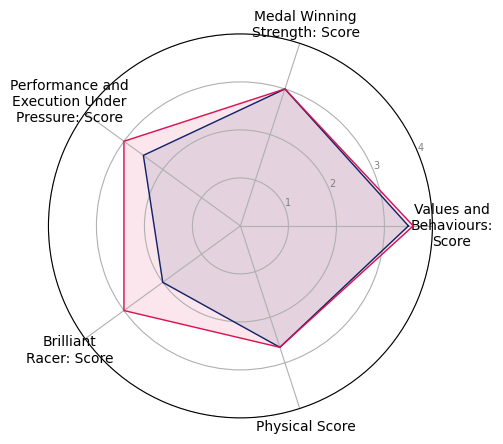 Medal Winning
Strength: Score
Performance and
Execution Under
Pressure: Score
4
3
2
1
Values and
Behaviours:
Score
Brilliant
Racer: Score
Physical Score